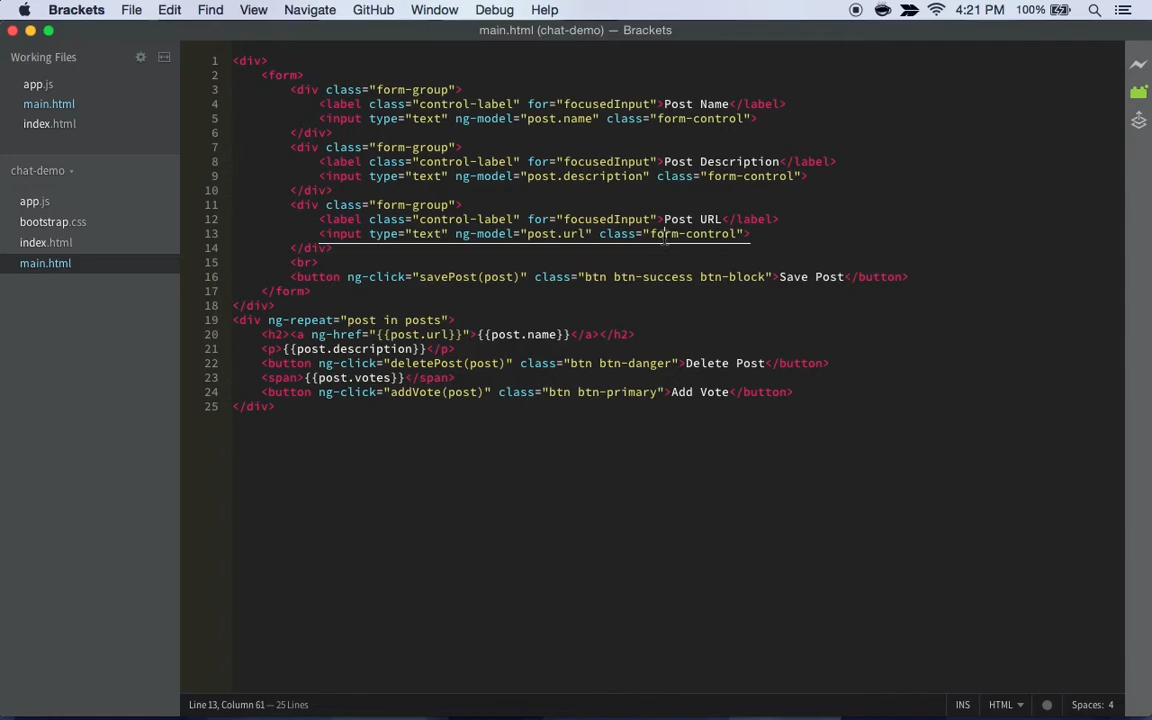 Brackets File Edit Find View Navigate GitHub Window Debug Help 4:21 PM 100%
main.html (chat-demo) — Brackets
Working Files
app.js
main.html
index.html
chat-demo
app.js
bootstrap.css
index.html
main.html
1 <div>
2 <form>
3 <div class="form-group">
4 <label class="control-label" for="focusedInput">Post Name</label>
5 <input type="text" ng-model="post.name" class="form-control">
6 </div>
7 <div class="form-group">
8 <label class="control-label" for="focusedInput">Post Description</label>
9 <input type="text" ng-model="post.description" class="form-control">
10 </div>
11 <div class="form-group">
12 <label class="control-label" for="focusedInput">Post URL</label>
13 <input type="text" ng-model="post.url" class="form-control">
14 </div>
15 <br>
16 <button ng-click="savePost(post)" class="btn btn-success btn-block">Save Post</button>
17 </form>
18 </div>
19 <div ng-repeat="post in posts">
20 <h2><a ng-href="{{post.url}}">{{post.name}}</a></h2>
21 <p>{{post.description}}</p>
22 <button ng-click="deletePost(post)" class="btn btn-danger">Delete Post</button>
23 <span>{{post.votes}}</span>
24 <button ng-click="addVote(post)" class="btn btn-primary">Add Vote</button>
25 </div>
Line 13, Column 61 — 25 Lines INS HTML Spaces: 4